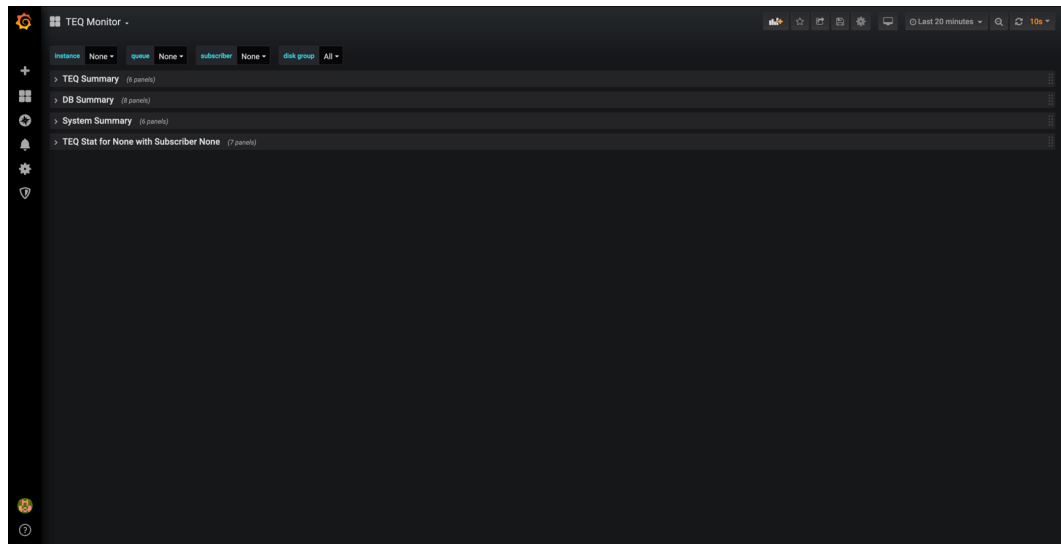 TEQ Monitor
Last 20 minutes 10s
instance None queue None subscriber None disk group All
TEQ Summary (6 panels)
DB Summary (8 panels)
System Summary (6 panels)
TEQ Stat for None with Subscriber None (7 panels)